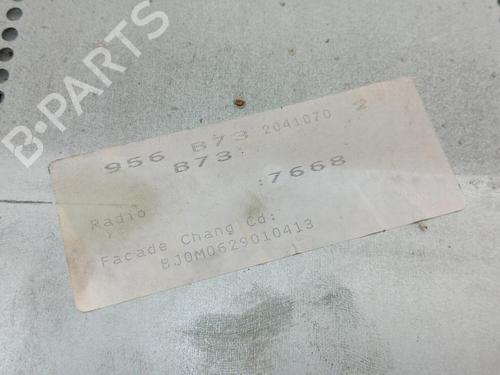 B-PARTS
956 B73 2041070 2
B73 :7668
Radio
Facade Chang Cd:
BJ0M0629010413